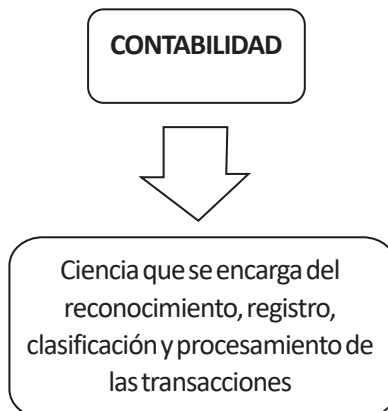 CONTABILIDAD
Ciencia que se encarga del
reconocimiento, registro,
clasificación y procesamiento de
las transacciones